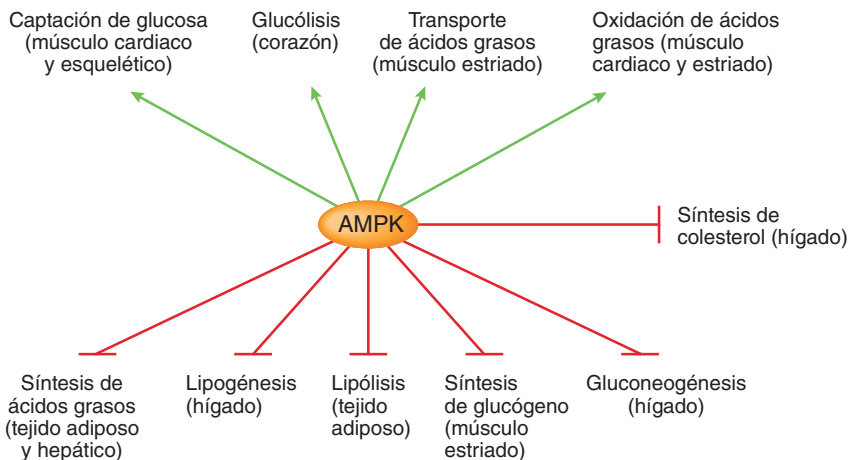 Captación de glucosa
(músculo cardiaco
y esquelético)
Glucólisis
(corazón)
Transporte
de ácidos grasos
(músculo estriado)
Oxidación de ácidos
grasos (músculo
cardiaco y estriado)
AMPK
Síntesis de
colesterol (hígado)
Síntesis de
ácidos grasos
(tejido adiposo
y hepático)
Lipogénesis
(hígado)
Lipólisis
(tejido
adiposo)
Síntesis
de glucógeno
(músculo
estriado)
Gluconeogénesis
(hígado)